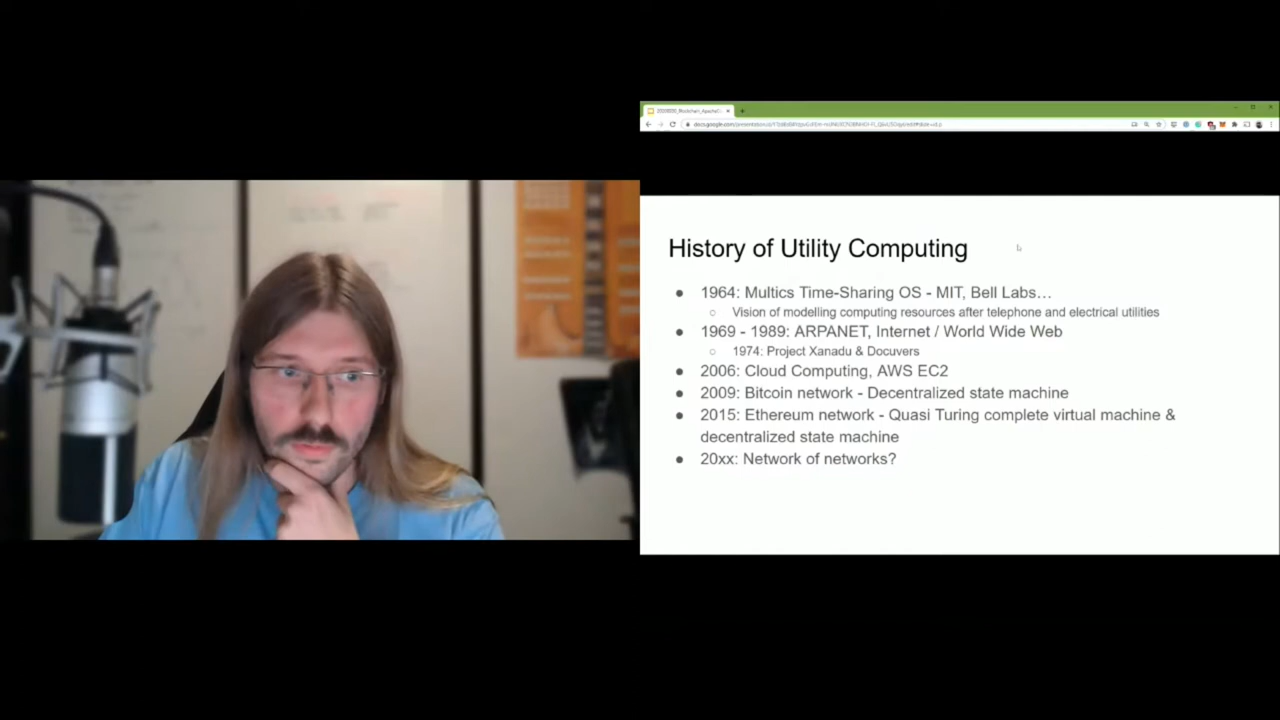 History of Utility Computing
● 1964: Multics Time-Sharing OS - MIT, Bell Labs…
○ Vision of modelling computing resources after telephone and electrical utilities
● 1969 - 1989: ARPANET, Internet / World Wide Web
○ 1974: Project Xanadu & Docuvers
● 2006: Cloud Computing, AWS EC2
● 2009: Bitcoin network - Decentralized state machine
● 2015: Ethereum network - Quasi Turing complete virtual machine &
decentralized state machine
● 20xx: Network of networks?